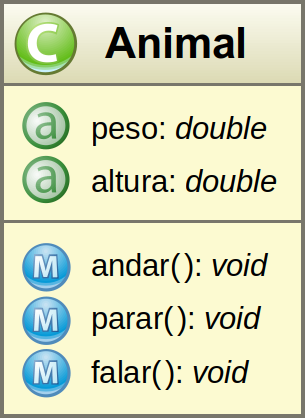 C Animal
a peso: double
a altura: double
M andar(): void
M parar(): void
M falar(): void